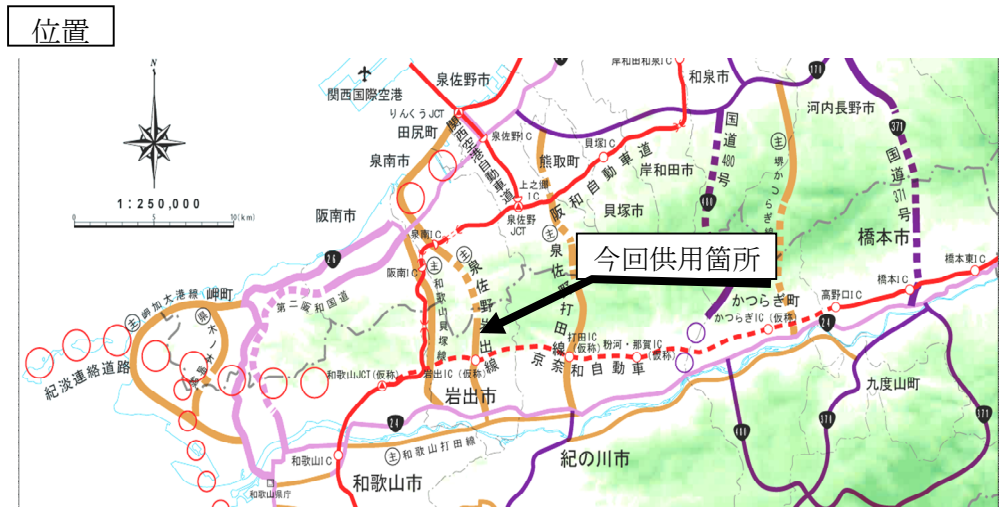 位置
関西国際空港
泉佐野市
りんくうJCT
田尻町
泉佐野IC
関西空港自動車道
岸和田和泉IC
和泉市
170
河内長野市
国道480号
480
371
国道371号
主
堺かつらぎ線
熊取町
貝塚IC
阪和自動車道
岸和田市
貝塚市
上之郷IC
泉佐野JCT
泉南市
阪南市
N
1:250,000
0
5
10(km)
泉南IC
阪南IC
26
主
和歌山貝塚線
主
泉佐野岩出線
主
泉佐野打田線
今回供用箇所
橋本市
橋本東IC
橋本IC
高野口IC
かつらぎ町
かつらぎIC(仮称)
24
岬町
主
岬加大港線
県
第二阪和国道
紀淡連絡道路
和歌山JCT(仮称)
岩出IC(仮称)
打田IC(仮称)
粉河・那賀IC(仮称)
京奈和自動車
岩出市
24
主
和歌山打田線
和歌山IC
和歌山県庁
和歌山市
紀の川市
九度山町
480
371